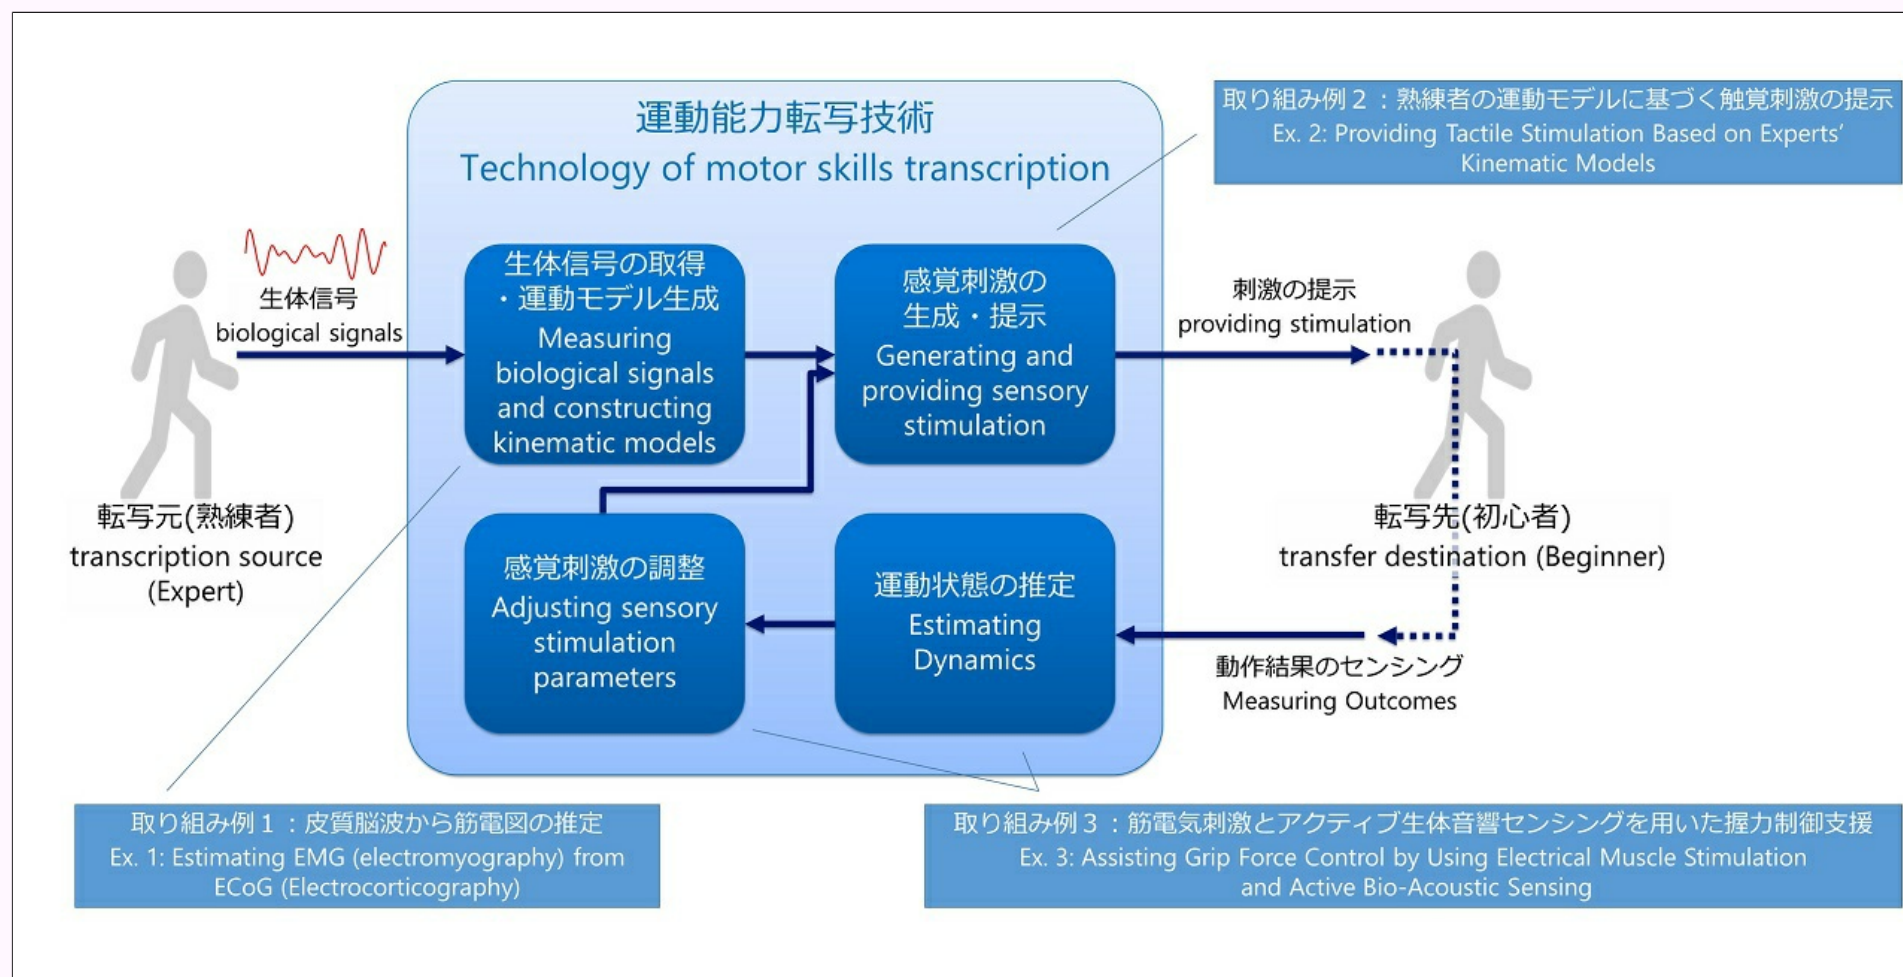 運動能力転写技術
Technology of motor skills transcription
取り組み例２：熟練者の運動モデルに基づく触覚刺激の提示
Ex. 2: Providing Tactile Stimulation Based on Experts’
Kinematic Models
生体信号
biological signals
転写元(熟練者)
transcription source
(Expert)
生体信号の取得
・運動モデル生成
Measuring
biological signals
and constructing
kinematic models
感覚刺激の
生成・提示
Generating and
providing sensory
stimulation
刺激の提示
providing stimulation
転写先(初心者)
transfer destination (Beginner)
感覚刺激の調整
Adjusting sensory
stimulation
parameters
運動状態の推定
Estimating
Dynamics
動作結果のセンシング
Measuring Outcomes
取り組み例１：皮質脳波から筋電図の推定
Ex. 1: Estimating EMG (electromyography) from
ECoG (Electrocorticography)
取り組み例３：筋電気刺激とアクティブ生体音響センシングを用いた握力制御支援
Ex. 3: Assisting Grip Force Control by Using Electrical Muscle Stimulation
and Active Bio-Acoustic Sensing